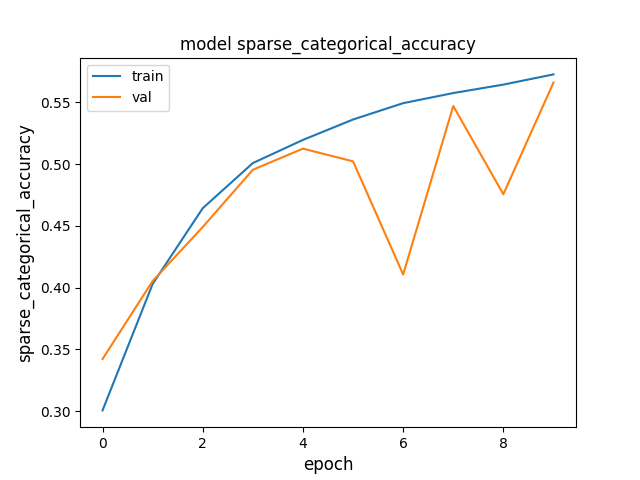 model sparse_categorical_accuracy
train
val
sparse_categorical_accuracy
0.55
0.50
0.45
0.40
0.35
0.30
0 2 4 6 8
epoch